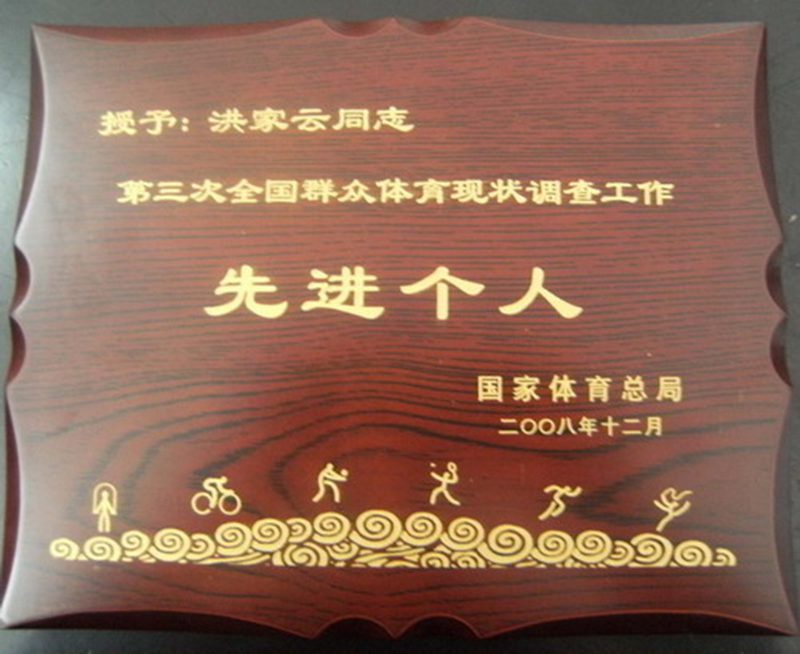 授予：洪家云同志
第三次全国群众体育现状调查工作
先进个人
国家体育总局
二〇〇八年十二月